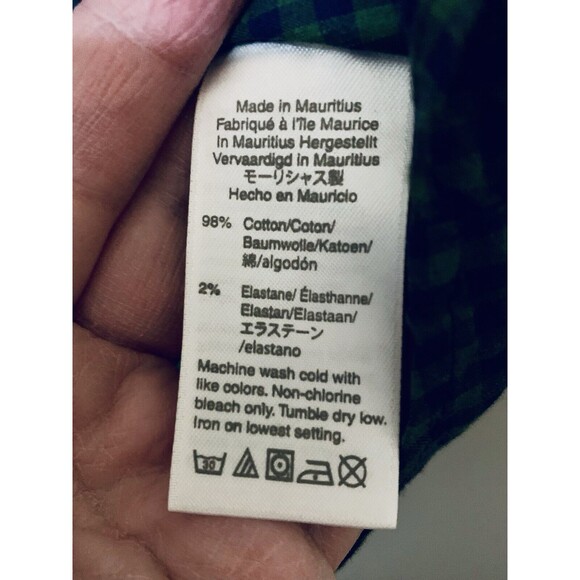 Made in Mauritius
Fabriqué à l'île Maurice
In Mauritius Hergestellt
Vervaardigd in Mauritius
モーリシャス製
Hecho en Mauricio
98% Cotton/Coton/
Baumwolle/Katoen/
綿/algodón
2% Elastane/ Élasthanne/
Elastan/Elastaan/
エラステーン
/elastano
Machine wash cold with
like colors. Non-chlorine
bleach only. Tumble dry low.
Iron on lowest setting.
30